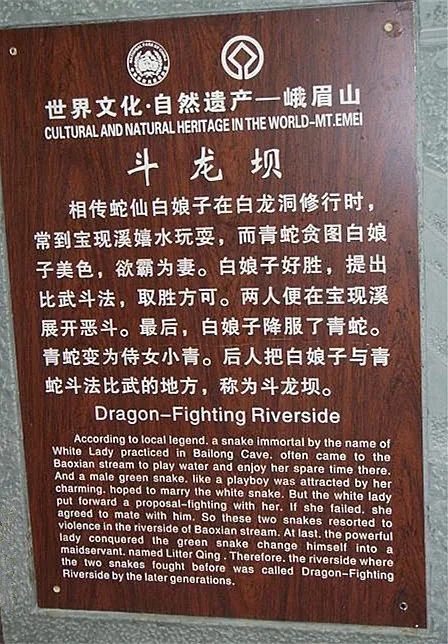 世界文化·自然遗产—峨眉山
CULTURAL AND NATURAL HERITAGE IN THE WORLD-MT.EMEI
斗龙坝
相传蛇仙白娘子在白龙洞修行时，
常到宝现溪嬉水玩耍，而青蛇贪图白娘
子美色，欲霸为妻。白娘子好胜，提出
比武斗法，取胜方可。两人便在宝现溪
展开恶斗。最后，白娘子降服了青蛇。
青蛇变为侍女小青。后人把白娘子与青
蛇斗法比武的地方，称为斗龙坝。
Dragon-Fighting Riverside
According to local legend. a snake immortal by the name of
White Lady practiced in Bailong Cave. often came to the
Baoxian stream to play water and enjoy her spare time there.
And a male green snake. like a playboy was attracted by her
charming. hoped to marry the white snake. But the white lady
put forward a proposal-fighting with her. If she failed. she
agreed to mate with him. So these two snakes resorted to
violence in the riverside of Baoxian stream. At last. the powerful
lady conquered the green snake change himself into a
maidservant. named Litter Qing . Therefore. the riverside where
the two snakes fought before was called Dragon-Fighting
Riverside by the later generations.